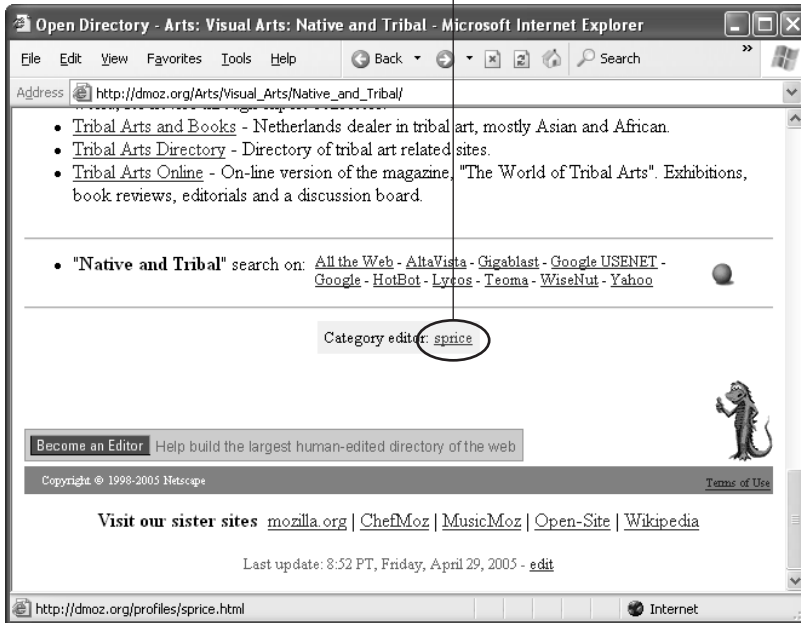 Open Directory - Arts: Visual Arts: Native and Tribal - Microsoft Internet Explorer
File Edit View Favorites Tools Help Back Search »
Address http://dmoz.org/Arts/Visual_Arts/Native_and_Tribal/
• Tribal Arts and Books - Netherlands dealer in tribal art, mostly Asian and African.
• Tribal Arts Directory - Directory of tribal art related sites.
• Tribal Arts Online - On-line version of the magazine, "The World of Tribal Arts". Exhibitions,
book reviews, editorials and a discussion board.
• "Native and Tribal" search on: All the Web - AltaVista - Gigablast - Google USENET -
Google - HotBot - Lycos - Teoma - WiseNut - Yahoo
Category editor: sprice
Become an Editor Help build the largest human-edited directory of the web
Copyright © 1998-2005 Netscape Terms of Use
Visit our sister sites mozilla.org | ChefMoz | MusicMoz | Open-Site | Wikipedia
Last update: 8:52 PT, Friday, April 29, 2005 - edit
http://dmoz.org/profiles/sprice.html Internet